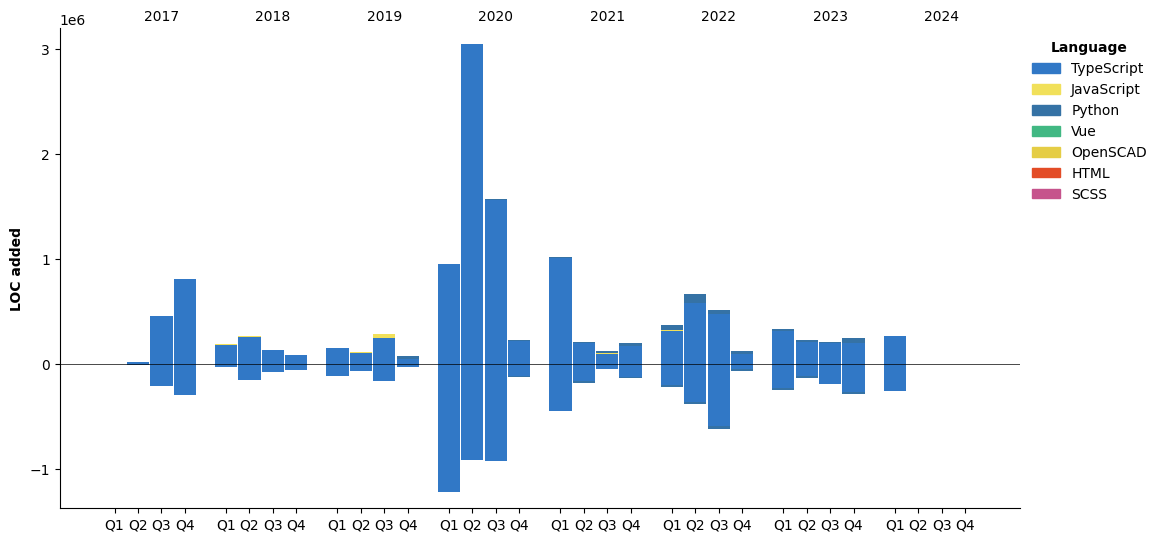 2017 2018 2019 2020 2021 2022 2023 2024
1e6
3
2
1
0
−1
LOC added
Q1 Q2 Q3 Q4 Q1 Q2 Q3 Q4 Q1 Q2 Q3 Q4 Q1 Q2 Q3 Q4 Q1 Q2 Q3 Q4 Q1 Q2 Q3 Q4 Q1 Q2 Q3 Q4 Q1 Q2 Q3 Q4
Language
TypeScript
JavaScript
Python
Vue
OpenSCAD
HTML
SCSS